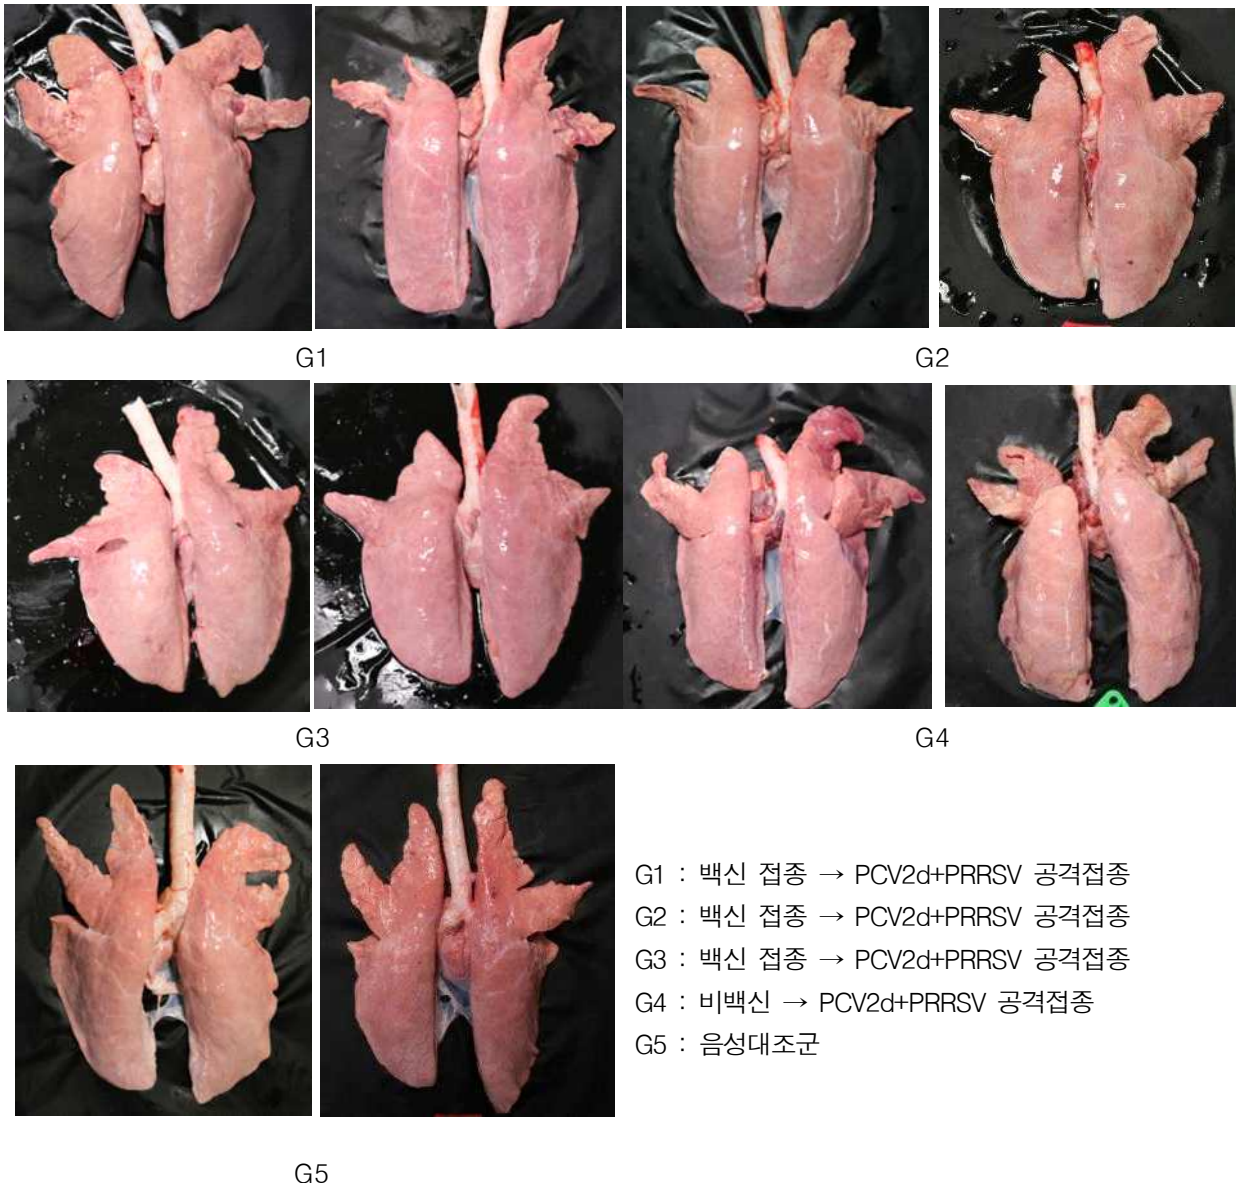 G1
G2
G3
G4
G1 : 백신 접종 → PCV2d+PRRSV 공격접종
G2 : 백신 접종 → PCV2d+PRRSV 공격접종
G3 : 백신 접종 → PCV2d+PRRSV 공격접종
G4 : 비백신 → PCV2d+PRRSV 공격접종
G5 : 음성대조군
G5